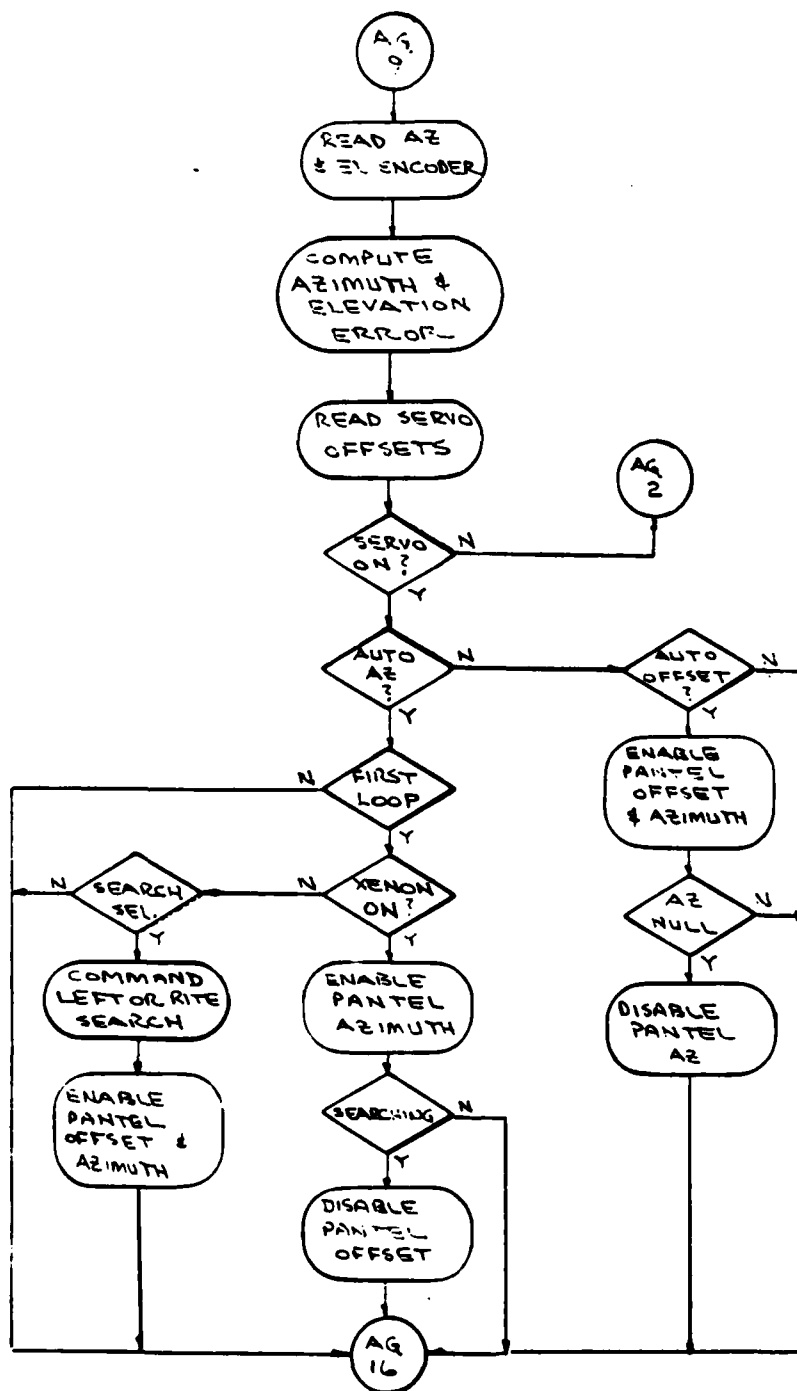 AG
9
READ AZ
& EL ENCODER
COMPUTE
AZIMUTH &
ELEVATION
ERROR
READ SERVO
OFFSETS
AG
2
SERVO
ON?
N
Y
AUTO
AZ
?
N
Y
AUTO
OFFSET
?
N
Y
FIRST
LOOP
N
Y
ENABLE
PANTEL
OFFSET
& AZIMUTH
SEARCH
SEL.
N
Y
XENON
ON?
N
Y
AZ
NULL
N
Y
COMMAND
LEFT OR RITE
SEARCH
ENABLE
PANTEL
AZIMUTH
DISABLE
PANTEL
AZ
ENABLE
PANTEL
OFFSET &
AZIMUTH
SEARCHING
N
Y
DISABLE
PANTEL
OFFSET
AG
16